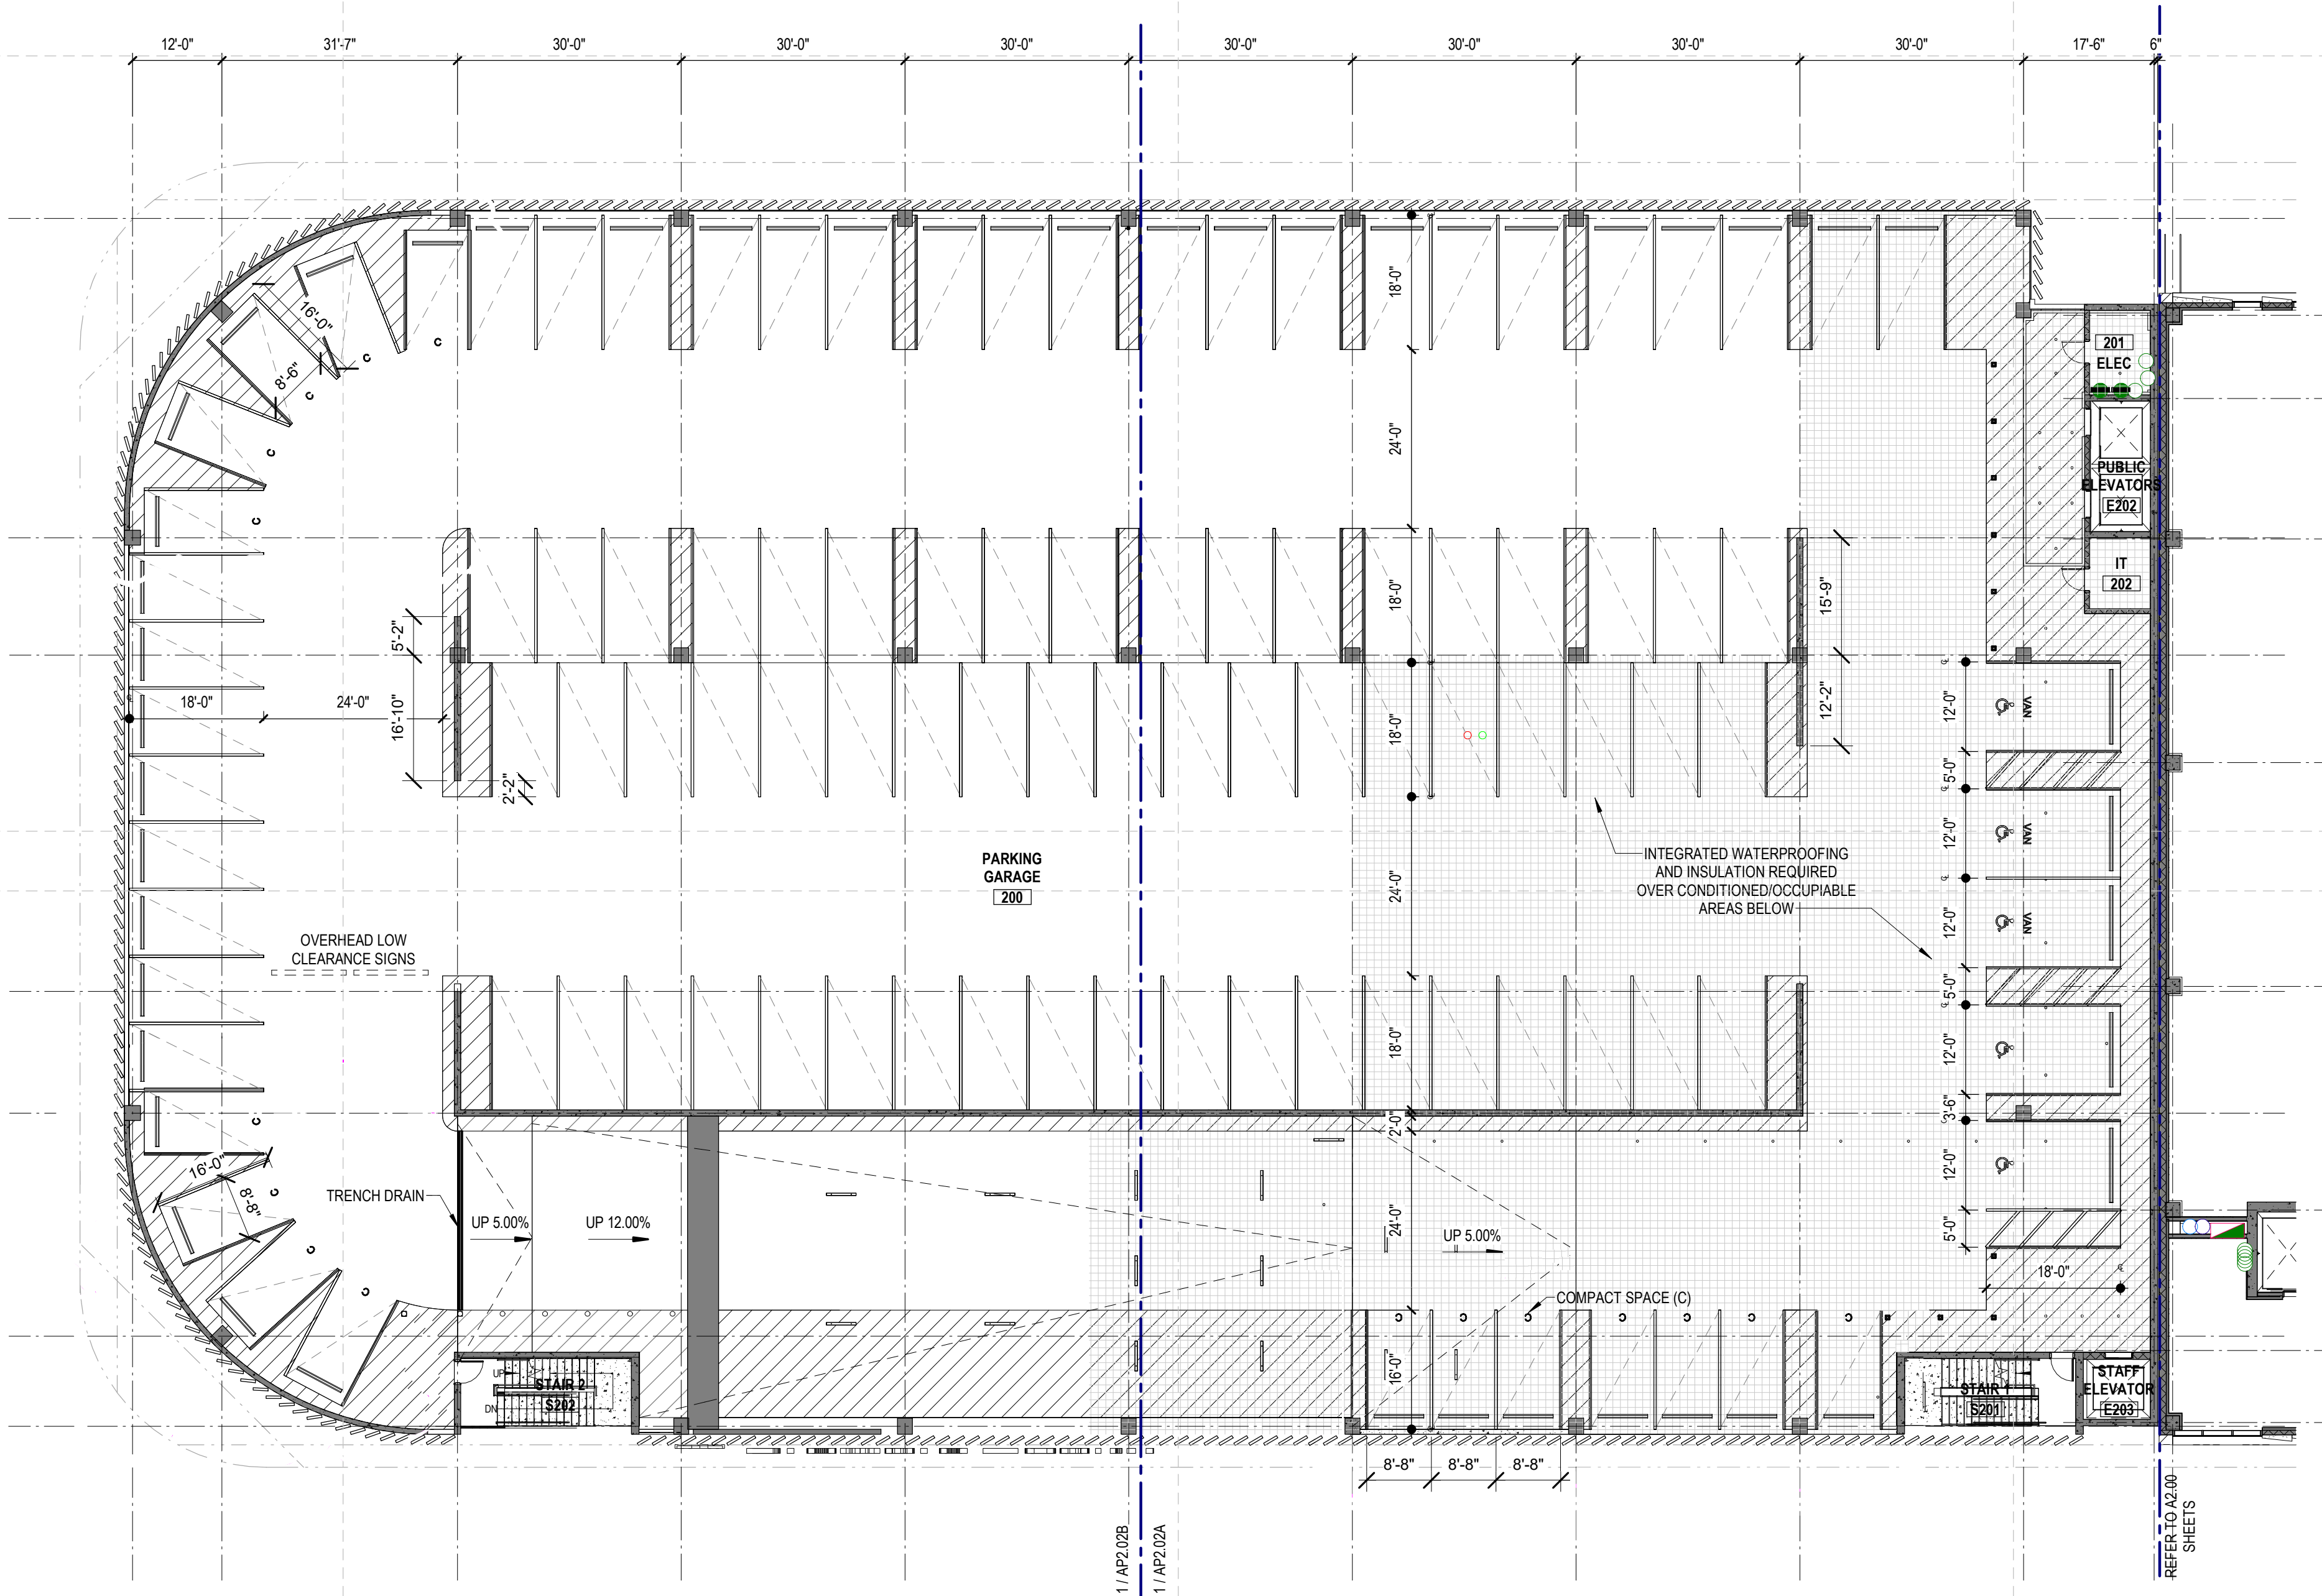 12'-0"
31'-7"
30'-0"
30'-0"
30'-0"
30'-0"
30'-0"
30'-0"
30'-0"
17'-6"
6"
16'-0"
8'-6"
C
C
C
C
C
18'-0"
24'-0"
18'-0"
18'-0"
24'-0"
18'-0"
2'-0"
24'-0"
16'-0"
201
ELEC
PUBLIC
ELEVATORS
E202
IT
202
5'-2"
16'-10"
2'-2"
18'-0"
24'-0"
15'-9"
12'-2"
12'-0"
5'-0"
12'-0"
12'-0"
5'-0"
12'-0"
3'-6"
12'-0"
5'-0"
VAN
VAN
VAN
18'-0"
PARKING
GARAGE
200
INTEGRATED WATERPROOFING
AND INSULATION REQUIRED
OVER CONDITIONED/OCCUPIABLE
AREAS BELOW
OVERHEAD LOW
CLEARANCE SIGNS
C
C
C
C
16'-0"
8'-8"
TRENCH DRAIN
UP 5.00%
UP 12.00%
UP 5.00%
COMPACT SPACE (C)
C
C
C
C
C
C
C
UP
DN
STAIR 2
S202
STAIR 1
S201
STAFF
ELEVATOR
E203
8'-8"
8'-8"
8'-8"
1 / AP2.02B
1 / AP2.02A
REFER TO A2.00
SHEETS